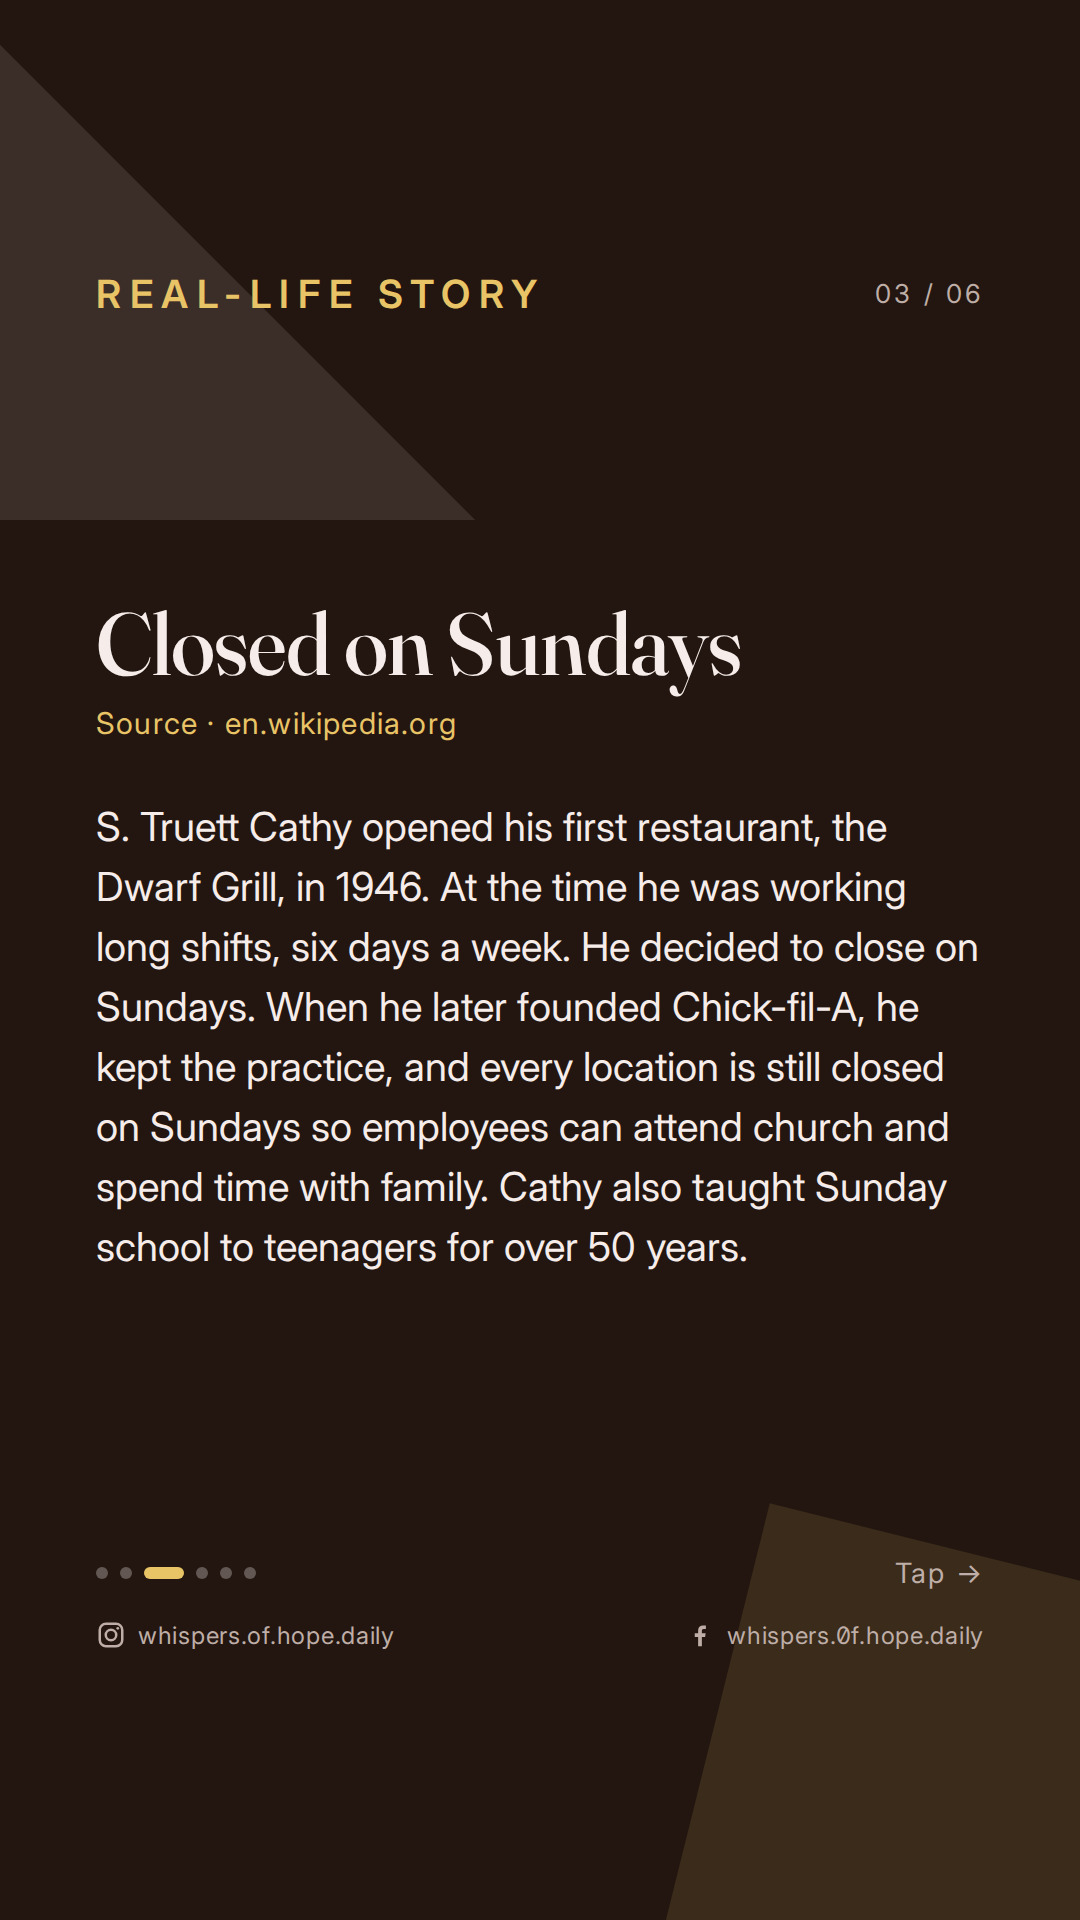 REAL-LIFE STORY
03 / 06
Closed on Sundays
Source · en.wikipedia.org
S. Truett Cathy opened his first restaurant, the
Dwarf Grill, in 1946. At the time he was working
long shifts, six days a week. He decided to close on
Sundays. When he later founded Chick-fil-A, he
kept the practice, and every location is still closed
on Sundays so employees can attend church and
spend time with family. Cathy also taught Sunday
school to teenagers for over 50 years.
Tap →
whispers.of.hope.daily
whispers.0f.hope.daily